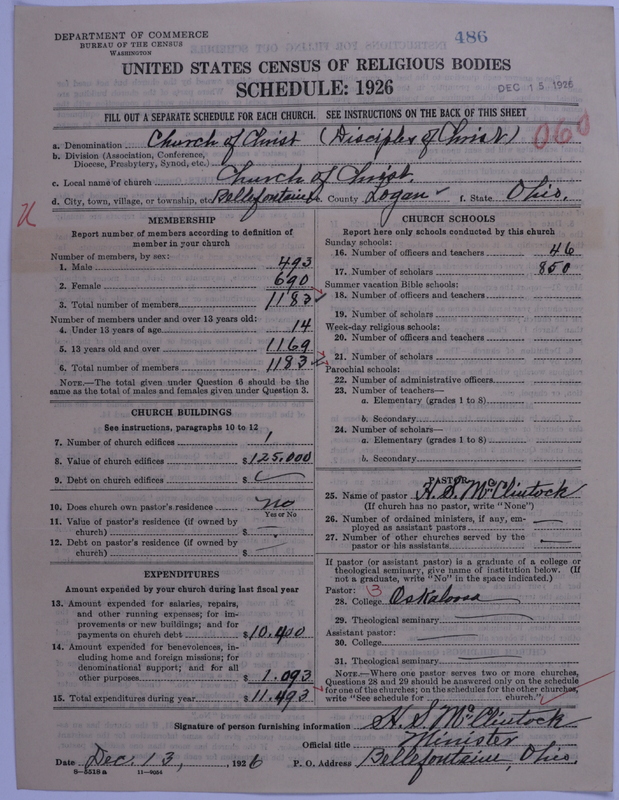 486
DEPARTMENT OF COMMERCE
BUREAU OF THE CENSUS
WASHINGTON
UNITED STATES CENSUS OF RELIGIOUS BODIES
SCHEDULE: 1926
DEC 15 1926
FILL OUT A SEPARATE SCHEDULE FOR EACH CHURCH. SEE INSTRUCTIONS ON THE BACK OF THIS SHEET
a. Denomination Church of Christ (Disciples of Christ) 060
b. Division (Association, Conference, Diocese, Presbytery, Synod, etc.)
c. Local name of church Church of Christ.
d. City, town, village, or township, etc. Bellefontaine e. County Logan f. State Ohio.
MEMBERSHIP
Report number of members according to definition of member in your church
Number of members, by sex:
1. Male 493
2. Female 690
3. Total number of members 1183
Number of members under and over 13 years old:
4. Under 13 years of age 14
5. 13 years old and over 1169
6. Total number of members 1183
NOTE.—The total given under Question 6 should be the same as the total of males and females given under Question 3.
CHURCH BUILDINGS
See instructions, paragraphs 10 to 12
7. Number of church edifices 1
8. Value of church edifices $125.000
9. Debt on church edifices $
10. Does church own pastor's residence no
Yes or No
11. Value of pastor's residence (if owned by church) $
12. Debt on pastor's residence (if owned by church) $
EXPENDITURES
Amount expended by your church during last fiscal year
13. Amount expended for salaries, repairs, and other running expenses; for improvements or new buildings; and for payments on church debt $10.400
14. Amount expended for benevolences, including home and foreign missions; for denominational support; and for all other purposes $1.093
15. Total expenditures during year $11.493
CHURCH SCHOOLS
Report here only schools conducted by this church
Sunday schools:
16. Number of officers and teachers 46
17. Number of scholars 850
Summer vacation Bible schools:
18. Number of officers and teachers
19. Number of scholars
Week-day religious schools:
20. Number of officers and teachers
21. Number of scholars
Parochial schools:
22. Number of administrative officers
23. Number of teachers—
a. Elementary (grades 1 to 8)
b. Secondary
24. Number of scholars—
a. Elementary (grades 1 to 8)
b. Secondary
PASTOR
25. Name of pastor H. S. McClintock
(If church has no pastor, write "None")
26. Number of ordained ministers, if any, employed as assistant pastors
27. Number of other churches served by the pastor or his assistants
If pastor (or assistant pastor) is a graduate of a college or theological seminary, give name of institution below. (If not a graduate, write "No" in the space indicated.)
Pastor:
28. College Oskaloosa
29. Theological seminary
Assistant pastor:
30. College
31. Theological seminary
NOTE.—Where one pastor serves two or more churches, Questions 28 and 29 should be answered only on the schedule for one of the churches; on the schedules for the other churches, write "See schedule for church."
Signature of person furnishing information H. S. McClintock
Official title Minister
Date Dec. 13, 1926 P. O. Address Bellefontaine, Ohio.
8—5518a 11—9054